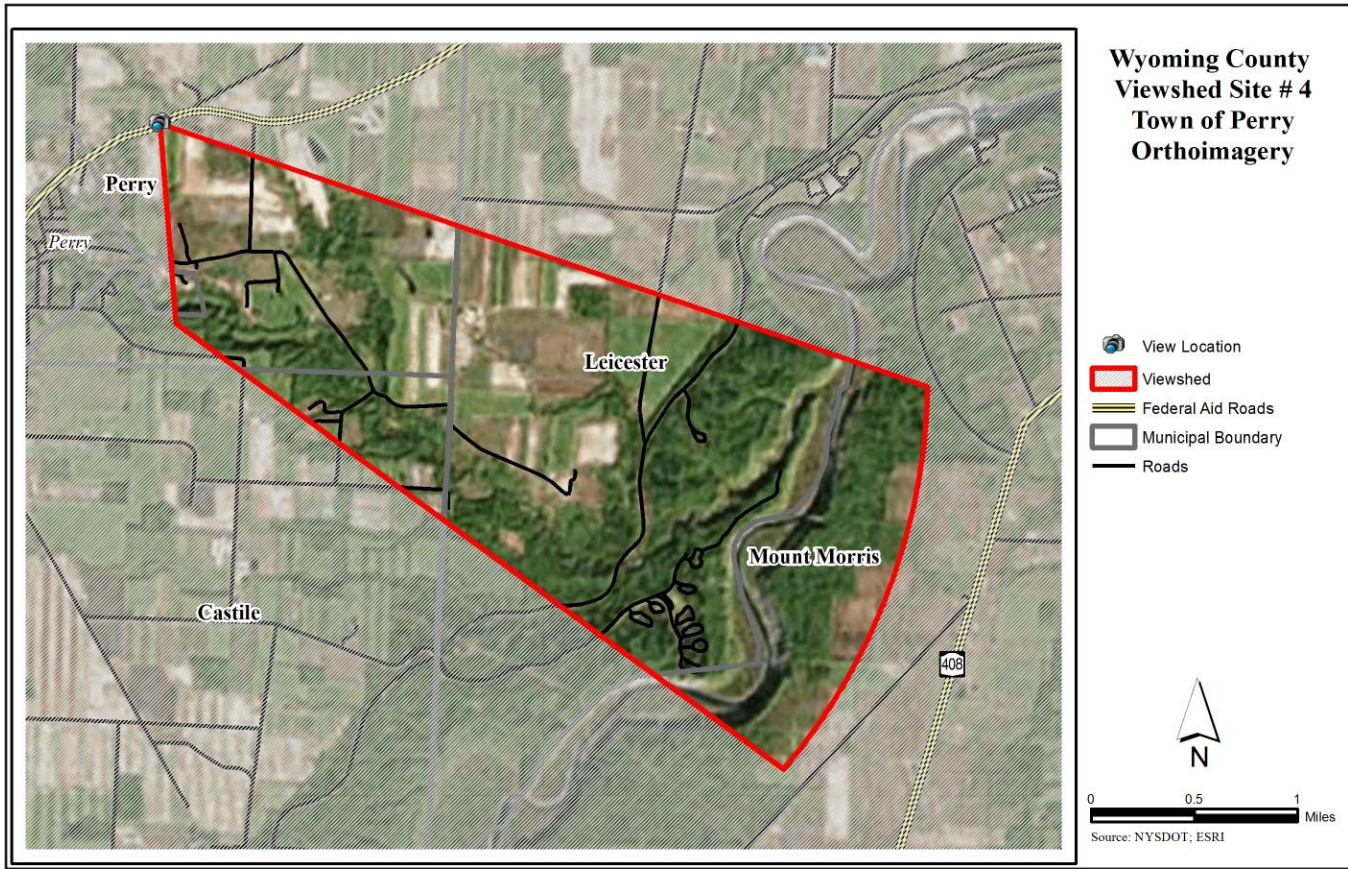 Wyoming County
Viewshed Site # 4
Town of Perry
Orthoimagery
Perry
Perry
Leicester
Mount Morris
Castile
408
View Location
Viewshed
Federal Aid Roads
Municipal Boundary
Roads
N
0 0.5 1
Miles
Source: NYSDOT; ESRI